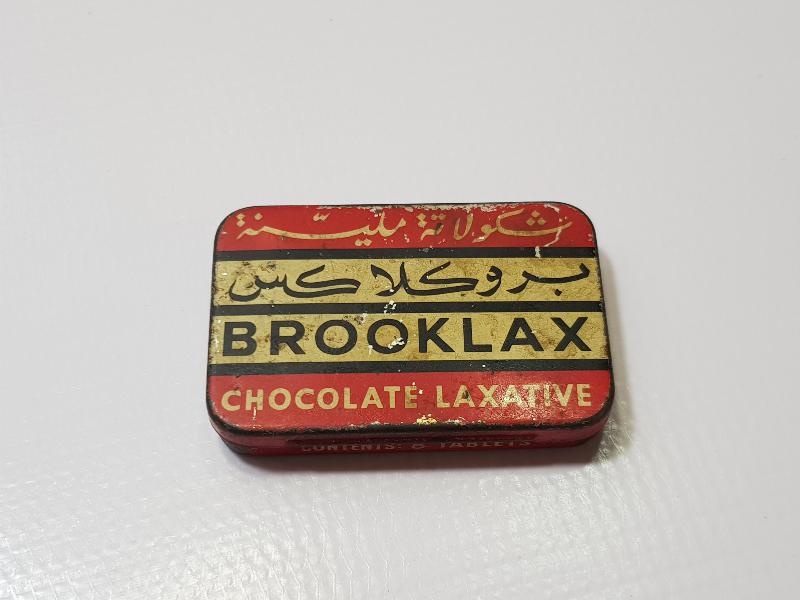 شكولاتة مليّنة
بروكلاكس
BROOKLAX
CHOCOLATE LAXATIVE
CONTENTS: 6 TABLETS